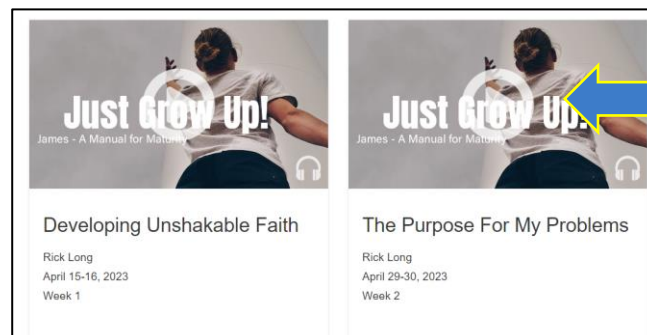 Just Grow Up!
James - A Manual for Maturity
Developing Unshakable Faith
Rick Long
April 15-16, 2023
Week 1
Just Grow Up!
James - A Manual for Maturity
The Purpose For My Problems
Rick Long
April 29-30, 2023
Week 2